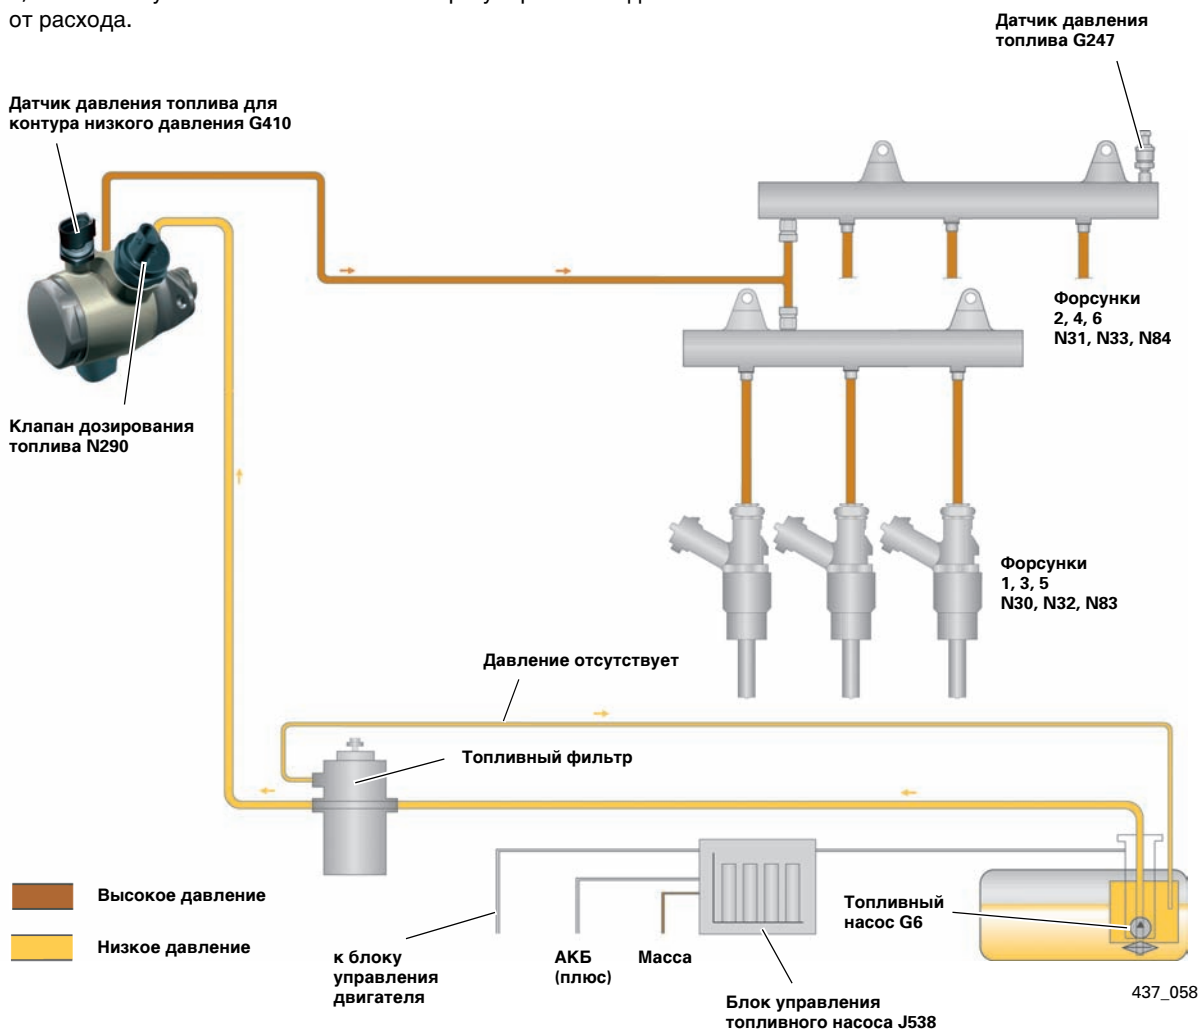 от расхода.
Датчик давления
топлива G247
Датчик давления топлива для
контура низкого давления G410
Форсунки
2, 4, 6
N31, N33, N84
Клапан дозирования
топлива N290
Форсунки
1, 3, 5
N30, N32, N83
Давление отсутствует
Топливный фильтр
Высокое давление
Низкое давление
Топливный
насос G6
к блоку
управления
двигателя
АКБ
(плюс)
Масса
Блок управления
топливного насоса J538
437_058